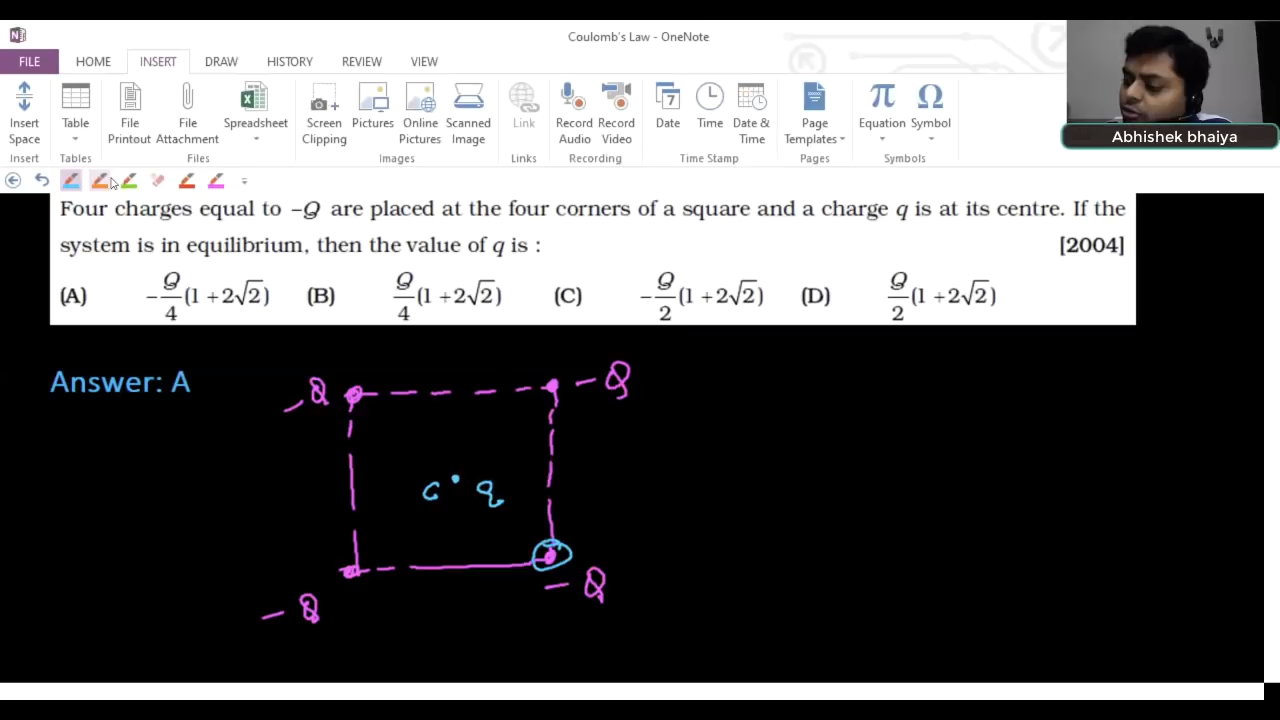 Coulomb's Law - OneNote
FILE HOME INSERT DRAW HISTORY REVIEW VIEW
Insert Space Table File Printout File Attachment Spreadsheet Screen Clipping Pictures Online Pictures Scanned Image Link Record Audio Record Video Date Time Date & Time Page Templates Equation Symbol
Insert Tables Files Images Links Recording Time Stamp Pages Symbols
Abhishek bhaiya
Four charges equal to -Q are placed at the four corners of a square and a charge q is at its centre. If the
system is in equilibrium, then the value of q is : [2004]
(A) -Q/4(1+2√2) (B) Q/4(1+2√2) (C) -Q/2(1+2√2) (D) Q/2(1+2√2)
Answer: A
-Q -Q
c q
-Q -Q